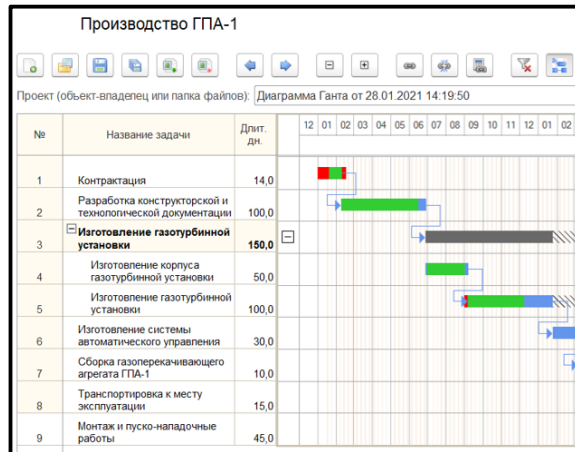 Производство ГПА-1
Проект (объект-владелец или папка файлов): Диаграмма Ганта от 28.01.2021 14:19:50
№ Название задачи Длит. дн. 12 01 02 03 04 05 06 07 08 09 10 11 12 01 02
1 Контрактация 14,0
2 Разработка конструкторской и
технологической документации 100,0
3 Изготовление газотурбинной
установки 150,0
4 Изготовление корпуса
газотурбинной установки 50,0
5 Изготовление газотурбинной
установки 100,0
6 Изготовление системы
автоматического управления 30,0
7 Сборка газоперекачивающего
агрегата ГПА-1 10,0
8 Транспортировка к месту
эксплуатации 15,0
9 Монтаж и пуско-наладочные
работы 45,0